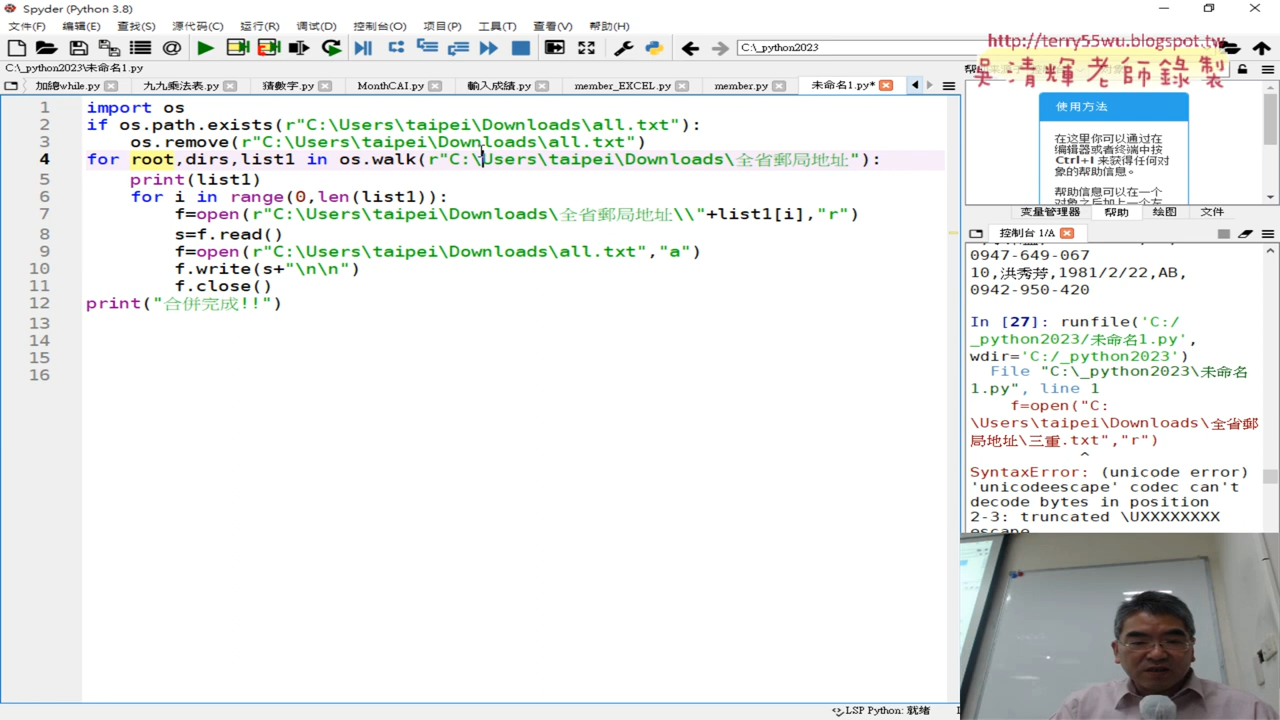 Spyder (Python 3.8)
文件(F) 编辑(E) 查找(S) 源代码(C) 运行(R) 调试(D) 控制台(O) 项目(P) 工具(T) 查看(V) 帮助(H)
C:\_python2023
http://terry55wu.blogspot.tw
吳清輝老師錄製
C:\_python2023\未命名1.py
加總while.py 九九乘法表.py 猜數字.py MonthCAI.py 輸入成績.py member_EXCEL.py member.py 未命名1.py*
1 import os
2 if os.path.exists(r"C:\Users\taipei\Downloads\all.txt"):
3 os.remove(r"C:\Users\taipei\Downloads\all.txt")
4 for root,dirs,list1 in os.walk(r"C:\Users\taipei\Downloads\全省郵局地址"):
5 print(list1)
6 for i in range(0,len(list1)):
7 f=open(r"C:\Users\taipei\Downloads\全省郵局地址\\"+list1[i],"r")
8 s=f.read()
9 f=open(r"C:\Users\taipei\Downloads\all.txt","a")
10 f.write(s+"\n\n")
11 f.close()
12 print("合併完成!!")
13
14
15
16
使用方法
在这里你可以通过在
编辑器或者终端中按
Ctrl+I 来获得任何对
象的帮助信息。
帮助信息可以在一个
变量管理器 帮助 绘图 文件
控制台 1/A
0947-649-067
10,洪秀芳,1981/2/22,AB,
0942-950-420
In [27]: runfile('C:/
_python2023/未命名1.py',
wdir='C:/_python2023')
File "C:\_python2023\未命名
1.py", line 1
f=open("C:
\Users\taipei\Downloads\全省郵
局地址\三重.txt","r")
^
SyntaxError: (unicode error)
'unicodeescape' codec can't
decode bytes in position
2-3: truncated \UXXXXXXXX
escape
LSP Python: 就绪